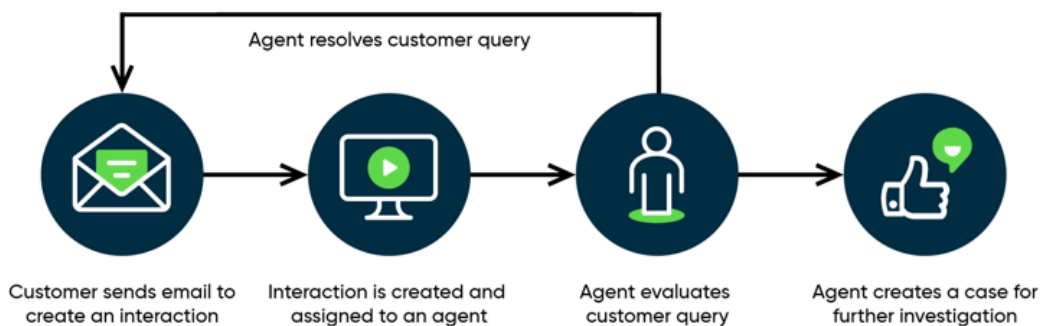 Agent resolves customer query
Customer sends email to
create an interaction
Interaction is created and
assigned to an agent
Agent evaluates
customer query
Agent creates a case for
further investigation